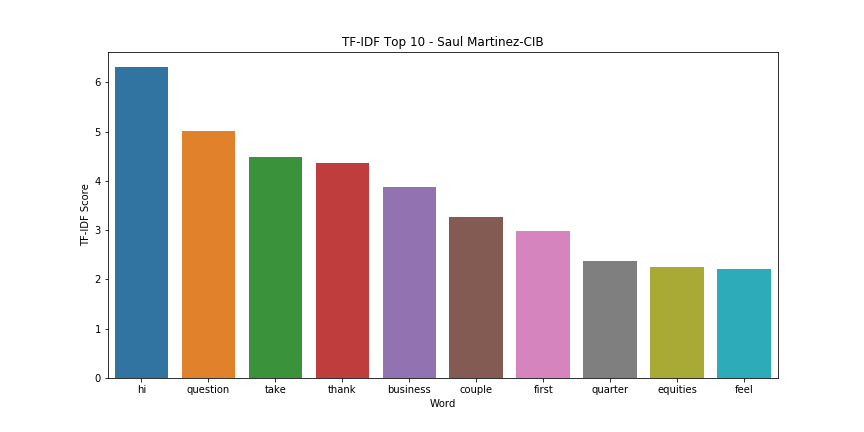 TF-IDF Top 10 - Saul Martinez-CIB
TF-IDF Score
6
5
4
3
2
1
0
hi question take thank business couple first quarter equities feel
Word